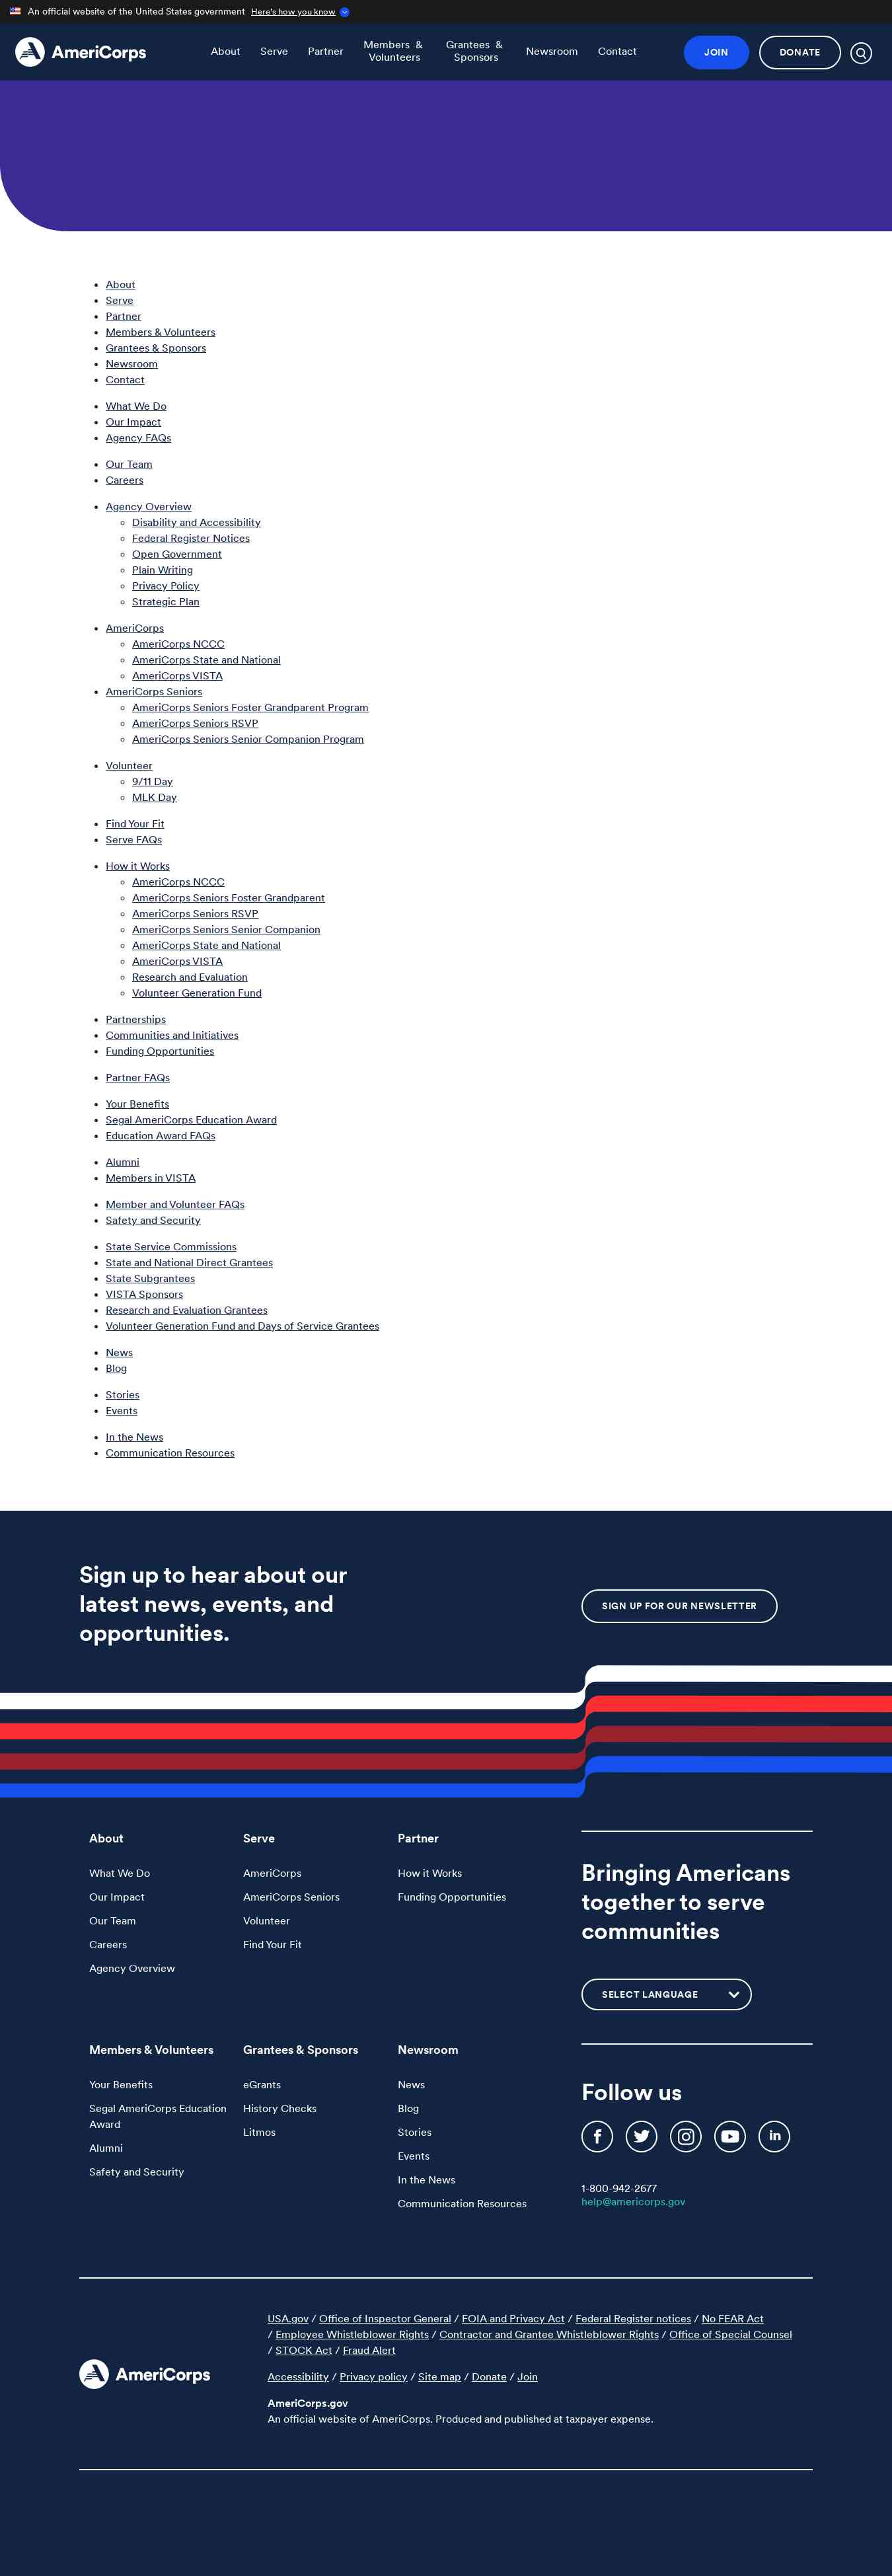 An official website of the United States government Here's how you know
AmeriCorps
About
Serve
Partner
Members &
Volunteers
Grantees &
Sponsors
Newsroom
Contact
JOIN
DONATE
About
Serve
Partner
Members & Volunteers
Grantees & Sponsors
Newsroom
Contact
What We Do
Our Impact
Agency FAQs
Our Team
Careers
Agency Overview
Disability and Accessibility
Federal Register Notices
Open Government
Plain Writing
Privacy Policy
Strategic Plan
AmeriCorps
AmeriCorps NCCC
AmeriCorps State and National
AmeriCorps VISTA
AmeriCorps Seniors
AmeriCorps Seniors Foster Grandparent Program
AmeriCorps Seniors RSVP
AmeriCorps Seniors Senior Companion Program
Volunteer
9/11 Day
MLK Day
Find Your Fit
Serve FAQs
How it Works
AmeriCorps NCCC
AmeriCorps Seniors Foster Grandparent
AmeriCorps Seniors RSVP
AmeriCorps Seniors Senior Companion
AmeriCorps State and National
AmeriCorps VISTA
Research and Evaluation
Volunteer Generation Fund
Partnerships
Communities and Initiatives
Funding Opportunities
Partner FAQs
Your Benefits
Segal AmeriCorps Education Award
Education Award FAQs
Alumni
Members in VISTA
Member and Volunteer FAQs
Safety and Security
State Service Commissions
State and National Direct Grantees
State Subgrantees
VISTA Sponsors
Research and Evaluation Grantees
Volunteer Generation Fund and Days of Service Grantees
News
Blog
Stories
Events
In the News
Communication Resources
Sign up to hear about our
latest news, events, and
opportunities.
SIGN UP FOR OUR NEWSLETTER
About
What We Do
Our Impact
Our Team
Careers
Agency Overview
Serve
AmeriCorps
AmeriCorps Seniors
Volunteer
Find Your Fit
Partner
How it Works
Funding Opportunities
Bringing Americans
together to serve
communities
SELECT LANGUAGE
Members & Volunteers
Your Benefits
Segal AmeriCorps Education
Award
Alumni
Safety and Security
Grantees & Sponsors
eGrants
History Checks
Litmos
Newsroom
News
Blog
Stories
Events
In the News
Communication Resources
Follow us
1-800-942-2677
help@americorps.gov
AmeriCorps
USA.gov / Office of Inspector General / FOIA and Privacy Act / Federal Register notices / No FEAR Act
/ Employee Whistleblower Rights / Contractor and Grantee Whistleblower Rights / Office of Special Counsel
/ STOCK Act / Fraud Alert
Accessibility / Privacy policy / Site map / Donate / Join
AmeriCorps.gov
An official website of AmeriCorps. Produced and published at taxpayer expense.